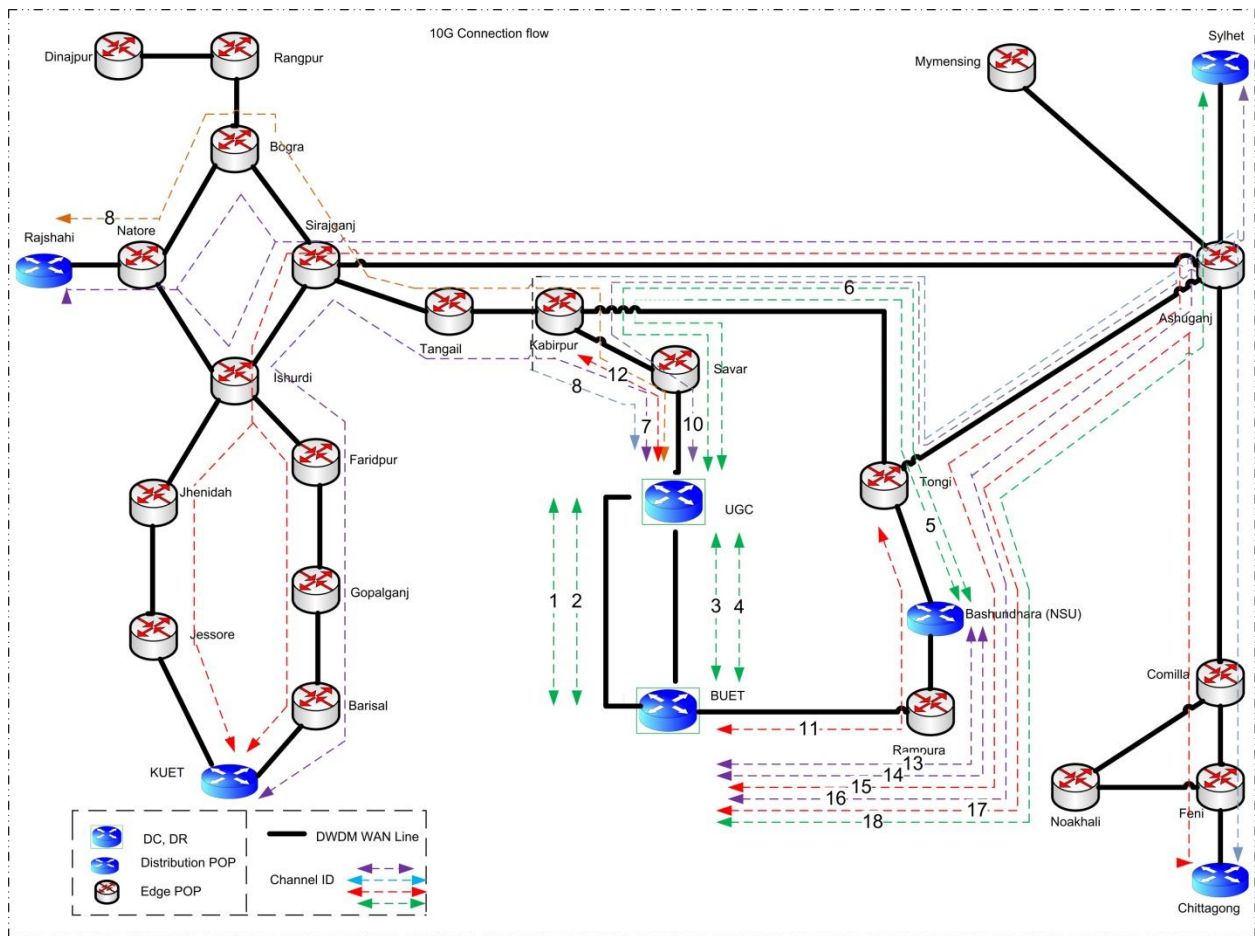 10G Connection flow
Sylhet
Dinajpur
Rangpur
Mymensing
Bogra
8
Natore
Sirajganj
Rajshahi
6
Ashuganj
Tangail
Kabirpur
Savar
12
8
Ishurdi
7
10
Faridpur
Tongi
Jhenidah
UGC
5
Gopalganj
1
2
3
4
Bashundhara (NSU)
Jessore
Comilla
BUET
Barisal
11
Rampura
KUET
13
14
15
16
17
18
Noakhali
Feni
Chittagong
DC, DR
Distribution POP
Edge POP
DWDM WAN Line
Channel ID